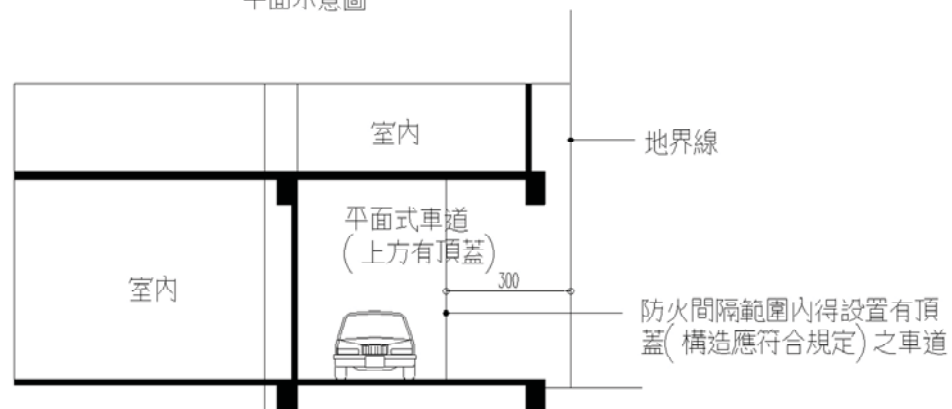 平面示意圖
室內
地界線
平面式車道
(上方有頂蓋)
室內
300
防火間隔範圍內得設置有頂
蓋(構造應符合規定)之車道